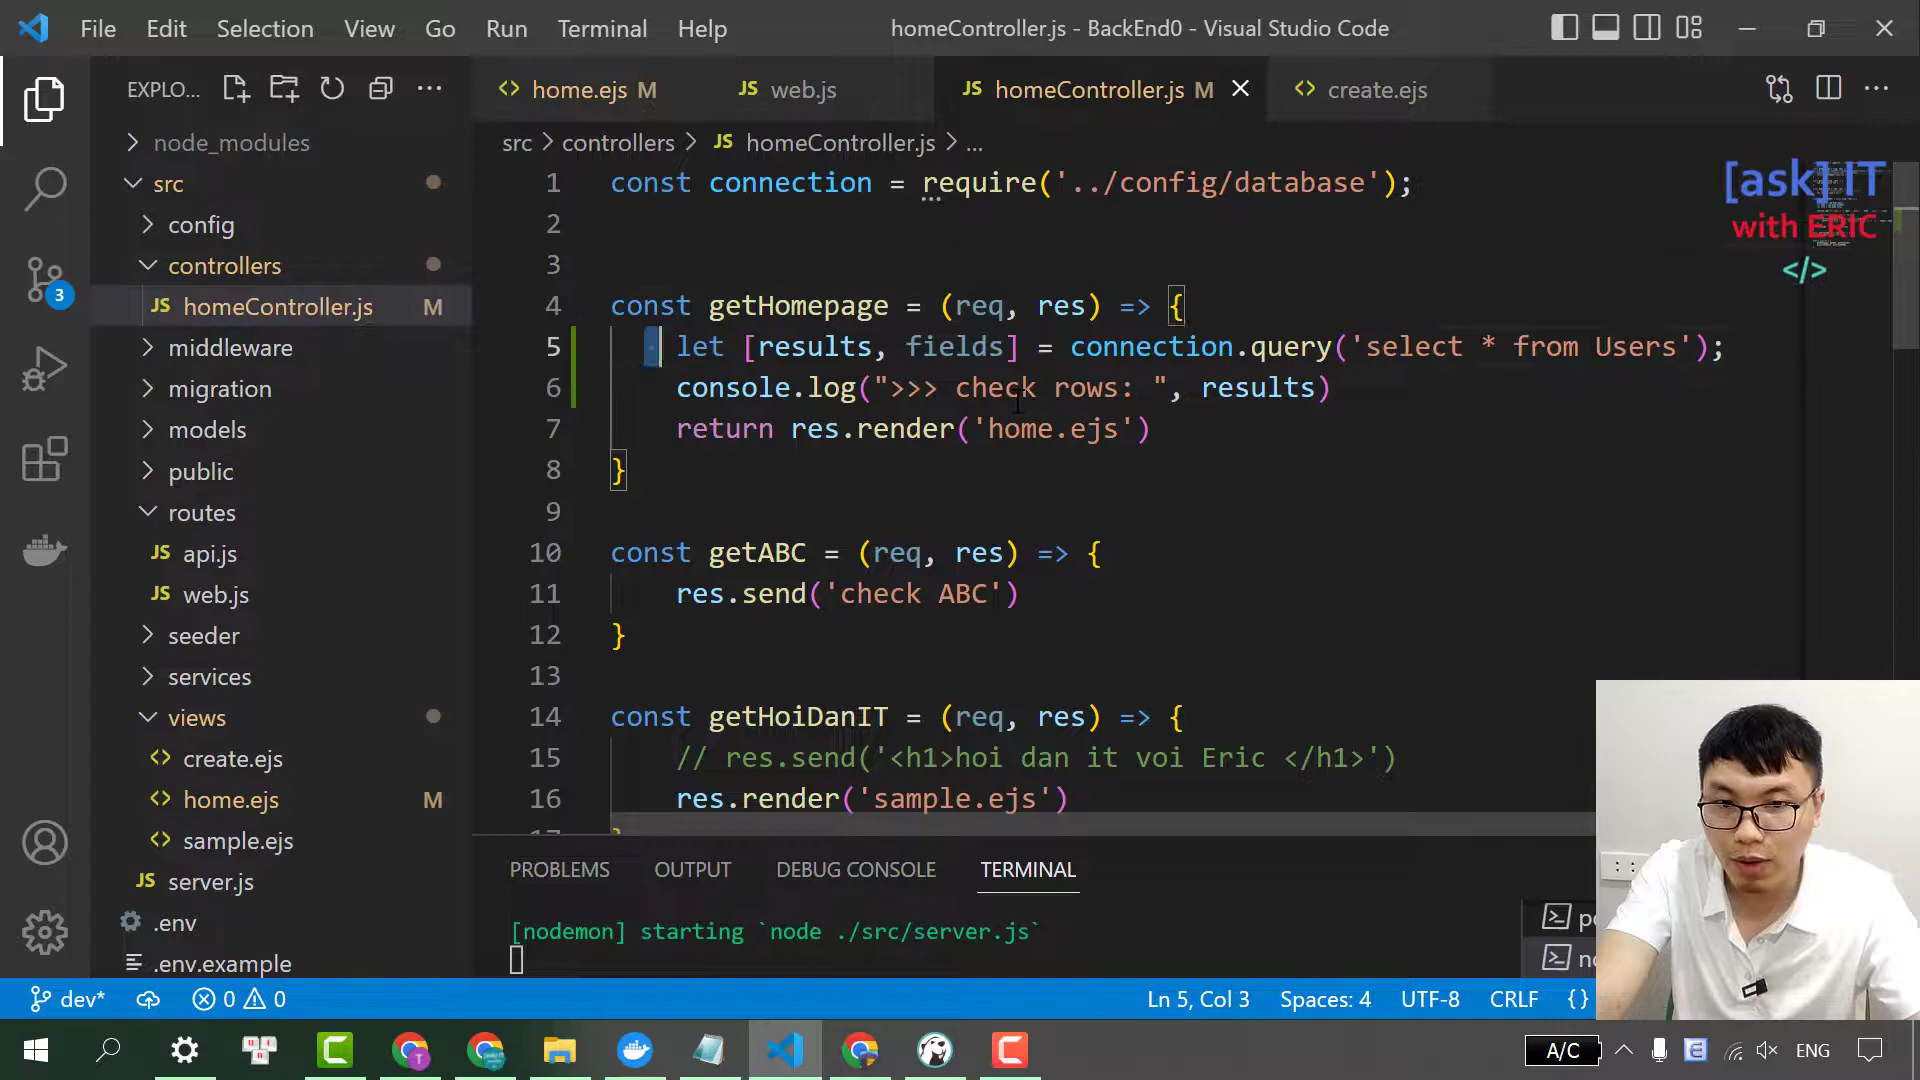 File Edit Selection View Go Run Terminal Help
homeController.js - BackEnd0 - Visual Studio Code
EXPLO...
home.ejs M
JS web.js
JS homeController.js M
create.ejs
node_modules
src
config
controllers
JS homeController.js M
middleware
migration
models
public
routes
JS api.js
JS web.js
seeder
services
views
create.ejs
home.ejs M
sample.ejs
JS server.js
.env
.env.example
3
src > controllers > JS homeController.js > ...
1 const connection = require('../config/database');
2
3
4 const getHomepage = (req, res) => {
5 let [results, fields] = connection.query('select * from Users');
6 console.log(">>> check rows: ", results)
7 return res.render('home.ejs')
8 }
9
10 const getABC = (req, res) => {
11 res.send('check ABC')
12 }
13
14 const getHoiDanIT = (req, res) => {
15 // res.send('<h1>hoi dan it voi Eric </h1>')
16 res.render('sample.ejs')
[ask] IT
with ERIC
</>
PROBLEMS OUTPUT DEBUG CONSOLE TERMINAL
[nodemon] starting `node ./src/server.js`
dev* 0 0
Ln 5, Col 3 Spaces: 4 UTF-8 CRLF {}
A/C ENG